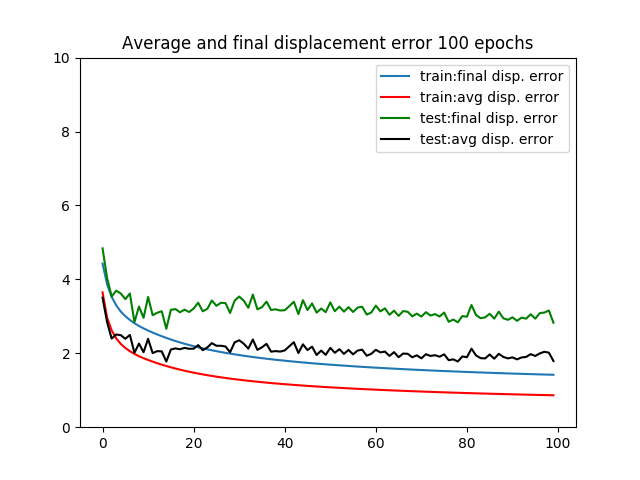 Average and final displacement error 100 epochs
train:final disp. error
train:avg disp. error
test:final disp. error
test:avg disp. error
10
8
6
4
2
0
0 20 40 60 80 100